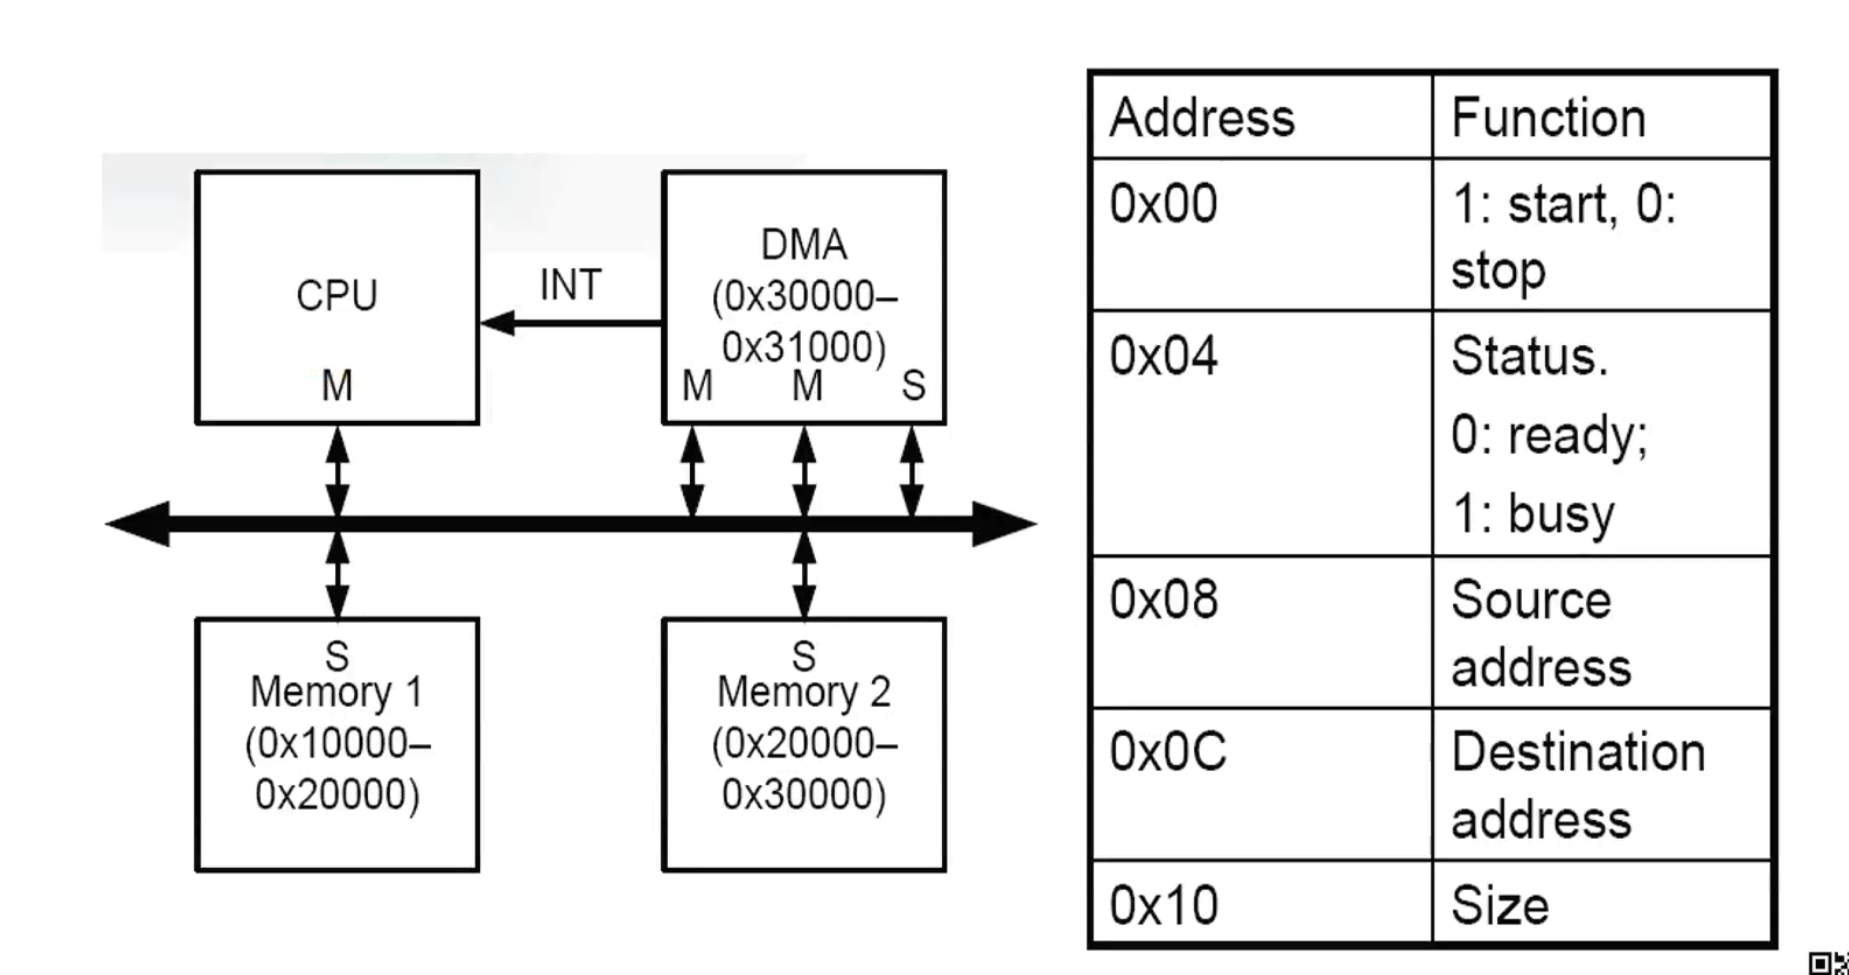 CPU
M
INT
DMA
(0x30000–
0x31000)
M M S
S
Memory 1
(0x10000–
0x20000)
S
Memory 2
(0x20000–
0x30000)
Address Function
0x00 1: start, 0:
stop
0x04 Status.
0: ready;
1: busy
0x08 Source
address
0x0C Destination
address
0x10 Size